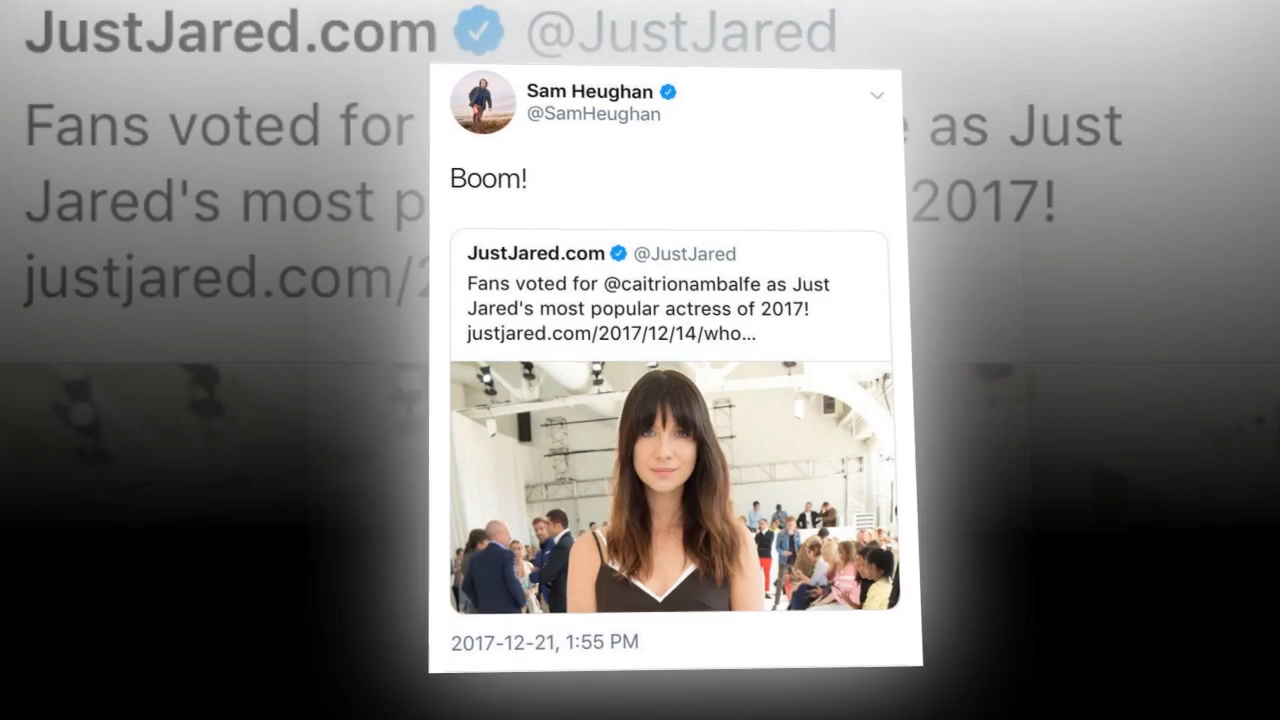 JustJared.com @JustJared
Fans voted for as Just
Jared's most p 2017!
justjared.com/2
Sam Heughan
@SamHeughan
Boom!
JustJared.com @JustJared
Fans voted for @caitrionambalfe as Just
Jared's most popular actress of 2017!
justjared.com/2017/12/14/who...
2017-12-21, 1:55 PM